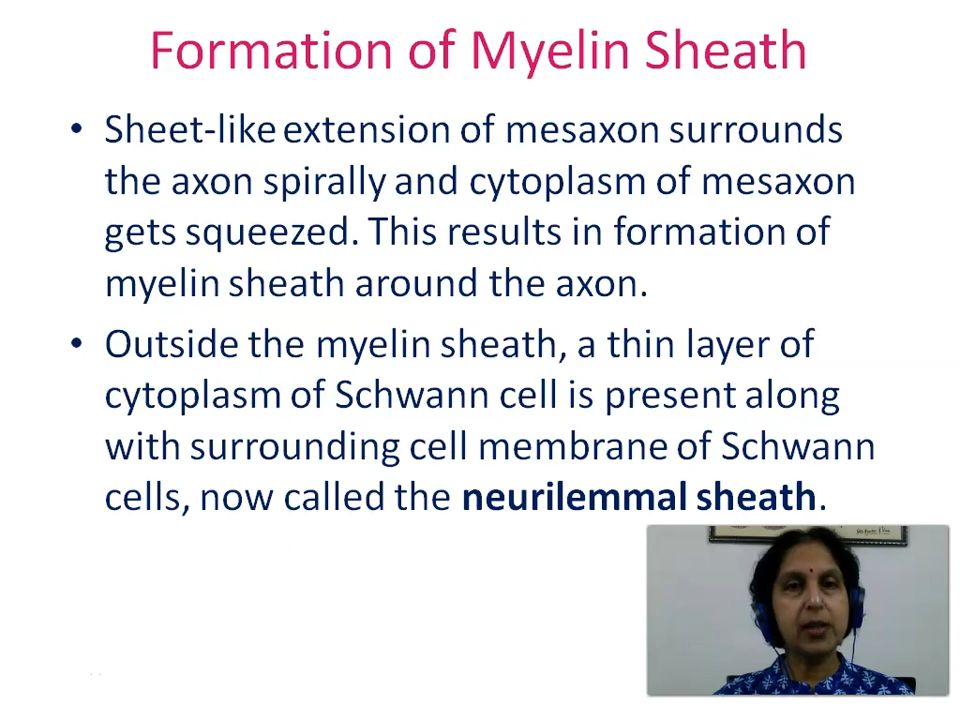 Formation of Myelin Sheath
• Sheet-like extension of mesaxon surrounds
the axon spirally and cytoplasm of mesaxon
gets squeezed. This results in formation of
myelin sheath around the axon.
• Outside the myelin sheath, a thin layer of
cytoplasm of Schwann cell is present along
with surrounding cell membrane of Schwann
cells, now called the neurilemmal sheath.